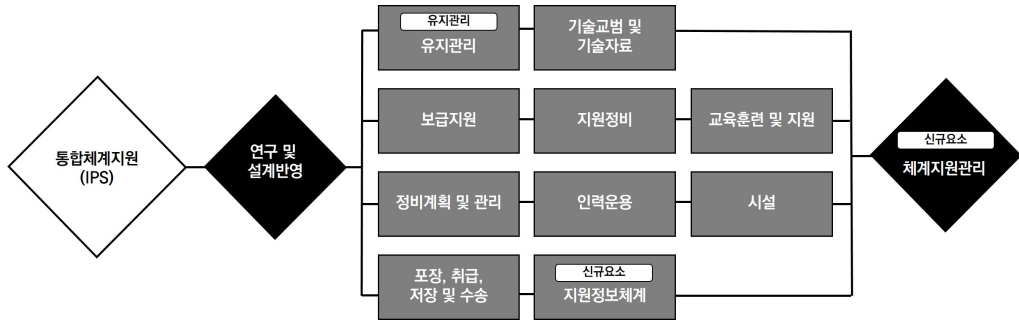 통합체계지원
(IPS)
연구 및
설계반영
유지관리
유지관리
기술교범 및
기술자료
보급지원
지원정비
교육훈련 및 지원
정비계획 및 관리
인력운용
시설
포장, 취급,
저장 및 수송
신규요소
지원정보체계
신규요소
체계지원관리